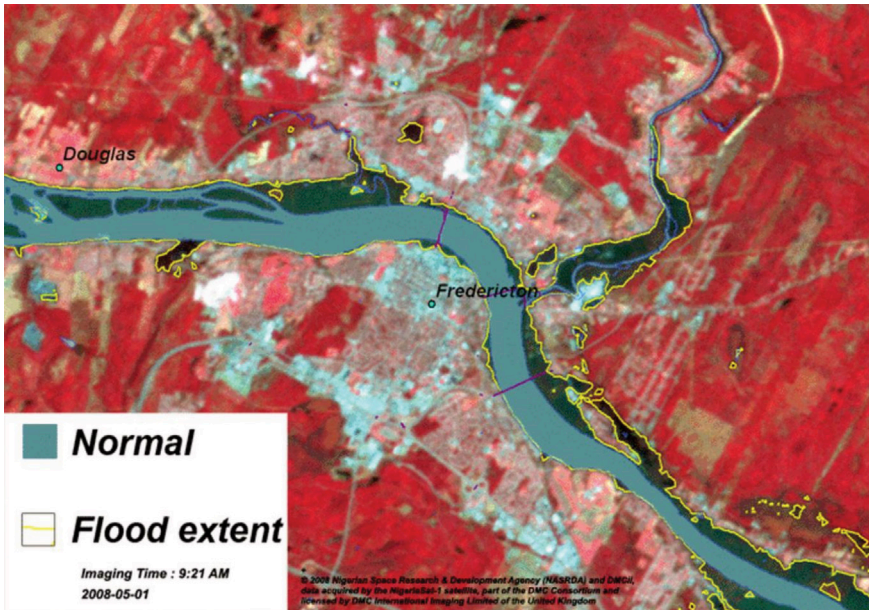 Douglas
Fredericton
Normal
Flood extent
Imaging Time : 9:21 AM
2008-05-01
© 2008 Nigerian Space Research & Development Agency (NASRDA) and DMCii,
data acquired by the NigeriaSat-1 satellite, part of the DMC Consortium and
licensed by DMC International Imaging Limited of the United Kingdom